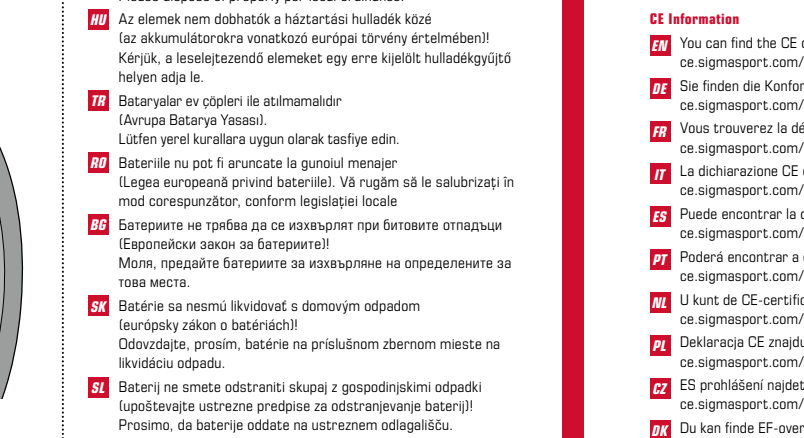 HU Az elemek nem dobhatók a háztartási hulladék közé
(az akkumulátorokra vonatkozó európai törvény értelmében)!
Kérjük, a leselejtezendő elemeket egy erre kijelölt hulladékgyűjtő
helyen adja le.
TR Bataryalar ev çöpleri ile atılmamalıdır
(Avrupa Batarya Yasası).
Lütfen yerel kurallara uygun olarak tasfiye edin.
RO Bateriile nu pot fi aruncate la gunoiul menajer
(Legea europeană privind bateriile). Vă rugăm să le salubrizați în
mod corespunzător, conform legislației locale
BG Батериите не трябва да се изхвърлят при битовите отпадъци
(Европейски закон за батериите)!
Моля, предайте батериите за изхвърляне на определените за
това места.
SK Batérie sa nesmú likvidovať s domovým odpadom
(európsky zákon o batériách)!
Odovzdajte, prosím, batérie na príslušnom zbernom mieste na
likvidáciu odpadu.
SL Baterij ne smete odstraniti skupaj z gospodinjskimi odpadki
(upoštevajte ustrezne predpise za odstranjevanje baterij)!
Prosimo, da baterije oddate na ustreznem odlagališču.
CE Information
EN You can find the CE
ce.sigmasport.com/
DE Sie finden die Konfor
ce.sigmasport.com/
FR Vous trouverez la dé
ce.sigmasport.com/
IT La dichiarazione CE
ce.sigmasport.com/
ES Puede encontrar la
ce.sigmasport.com/
PT Poderá encontrar a
ce.sigmasport.com/
NL U kunt de CE-certific
ce.sigmasport.com/
PL Deklaracja CE znajdu
ce.sigmasport.com/
CZ ES prohlášení najdet
ce.sigmasport.com/
DK Du kan finde EF-over